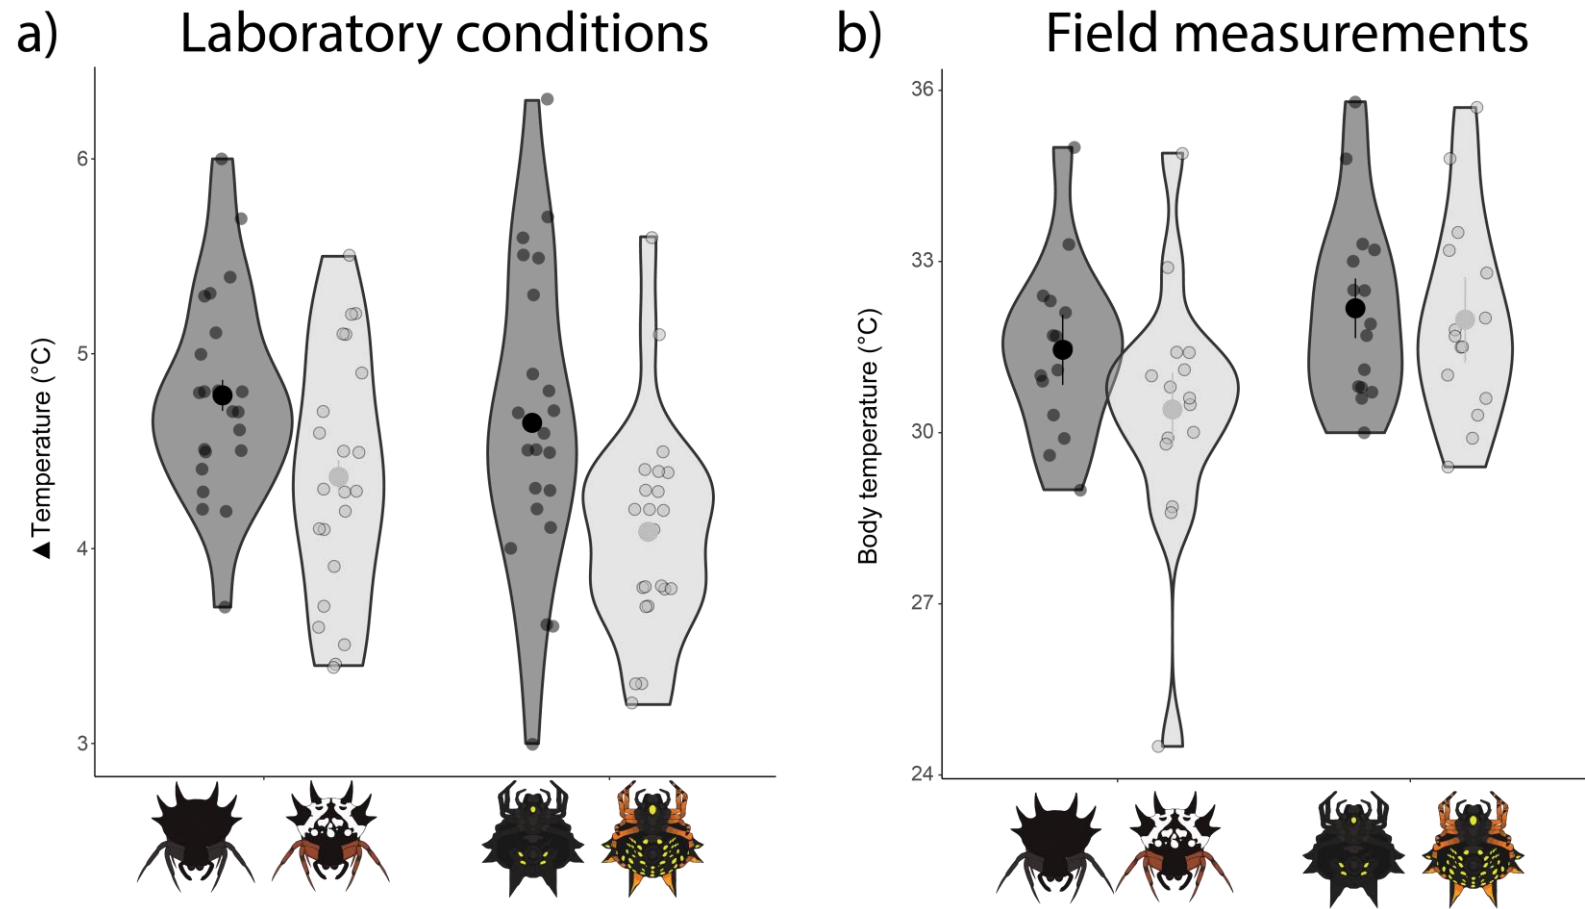 a)
Laboratory conditions
▲ Temperature (°C)
6
5
4
3
b)
Field measurements
Body temperature (°C)
36
33
30
27
24